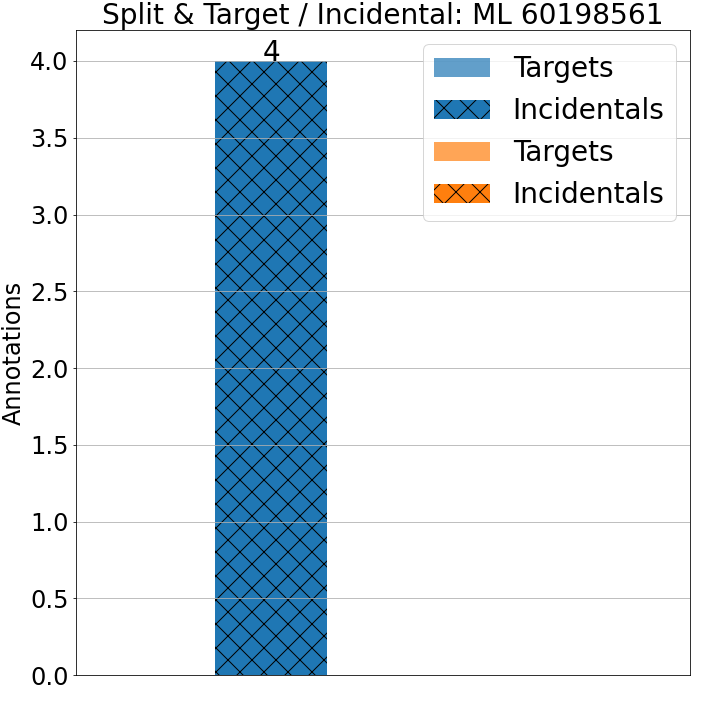 Split & Target / Incidental: ML 60198561
4
Targets
Incidentals
Targets
Incidentals
Annotations
4.0
3.5
3.0
2.5
2.0
1.5
1.0
0.5
0.0